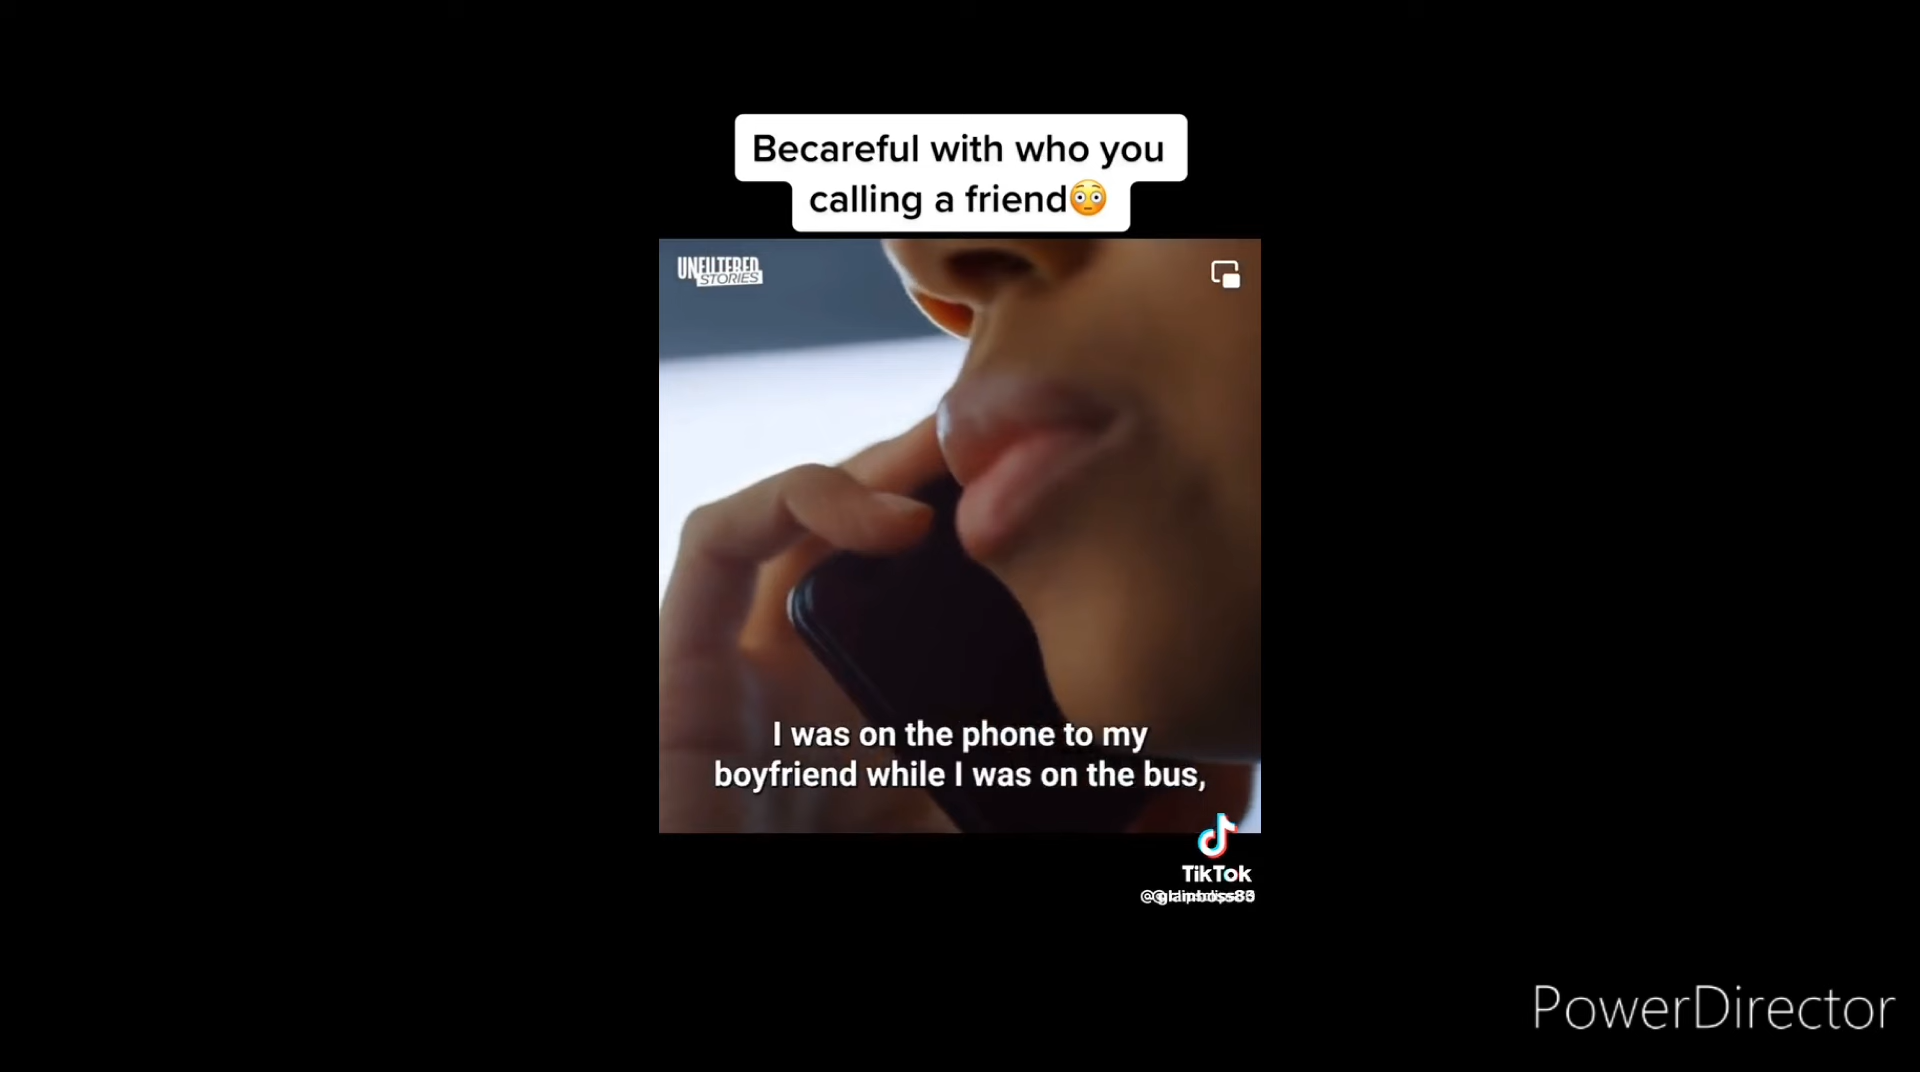 Becareful with who you
calling a friend😳
UNFILTERED
STORIES
I was on the phone to my
boyfriend while I was on the bus,
TikTok
PowerDirector